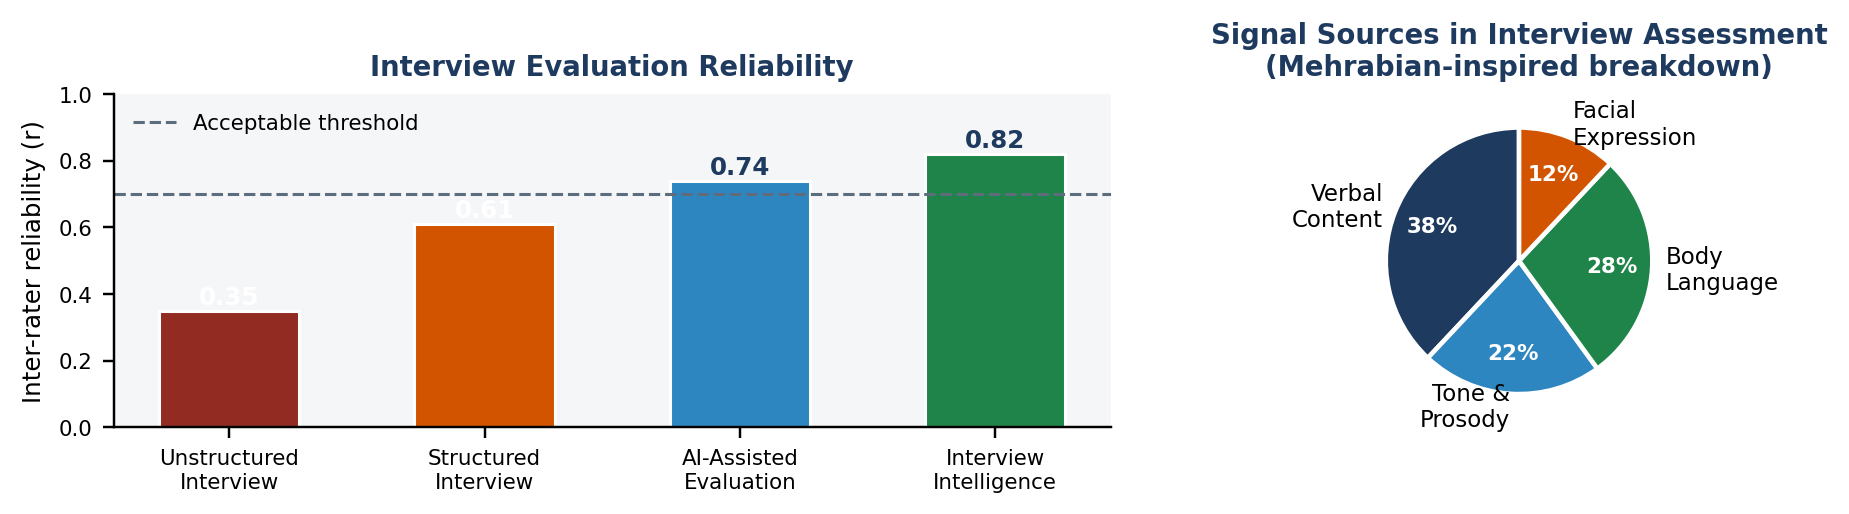 Interview Evaluation Reliability
Inter-rater reliability (r)
1.0
0.8
0.6
0.4
0.2
0.0
Acceptable threshold
0.35
0.61
0.74
0.82
Unstructured
Interview
Structured
Interview
AI-Assisted
Evaluation
Interview
Intelligence
Signal Sources in Interview Assessment
(Mehrabian-inspired breakdown)
Facial
Expression
12%
Verbal
Content
38%
Body
Language
28%
22%
Tone &
Prosody